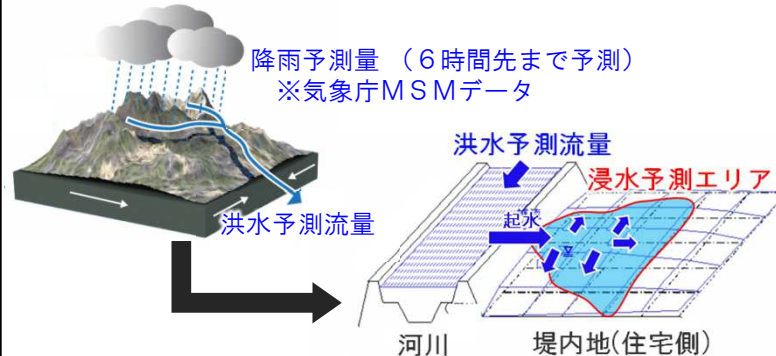 降雨予測量 （６時間先まで予測）
※気象庁ＭＳＭデータ
洪水予測流量
洪水予測流量
浸水予測エリア
起水
河川
堤内地(住宅側)